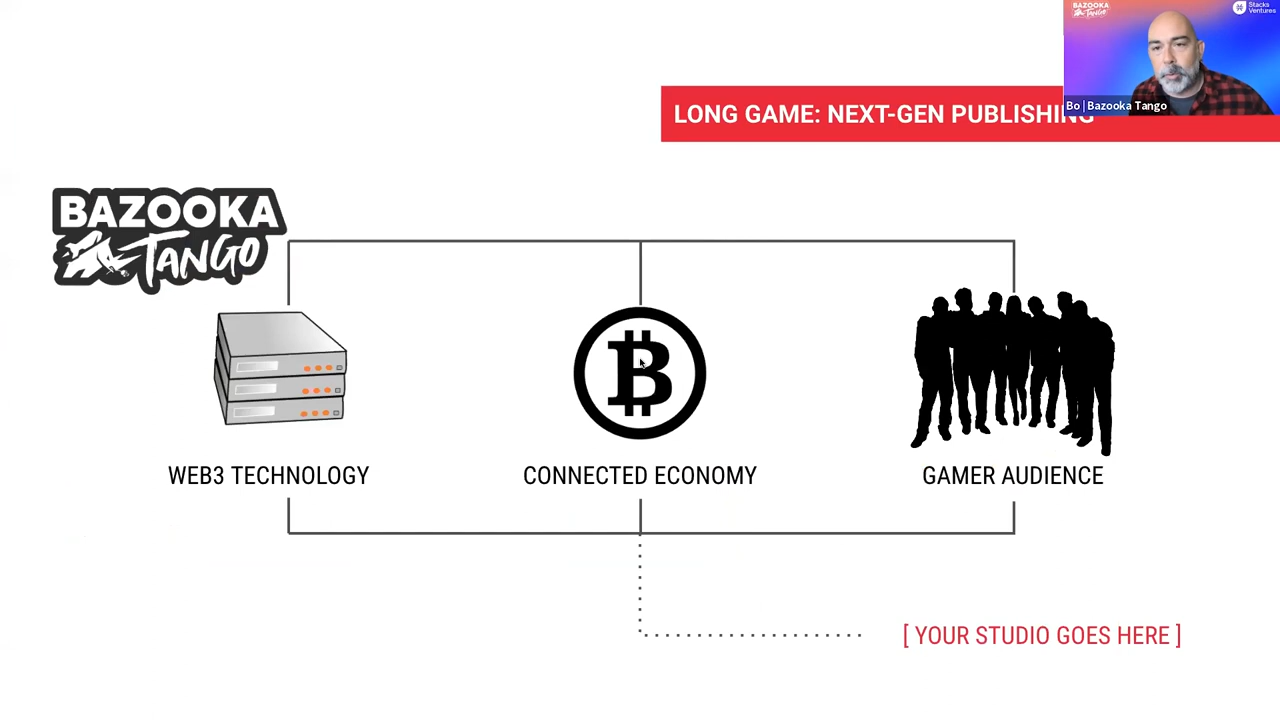 BAZOOKA
TANGO
Stacks
Ventures
Bo | Bazooka Tango
LONG GAME: NEXT-GEN PUBLISHING
BAZOOKA
TANGO
B
WEB3 TECHNOLOGY
CONNECTED ECONOMY
GAMER AUDIENCE
[ YOUR STUDIO GOES HERE ]